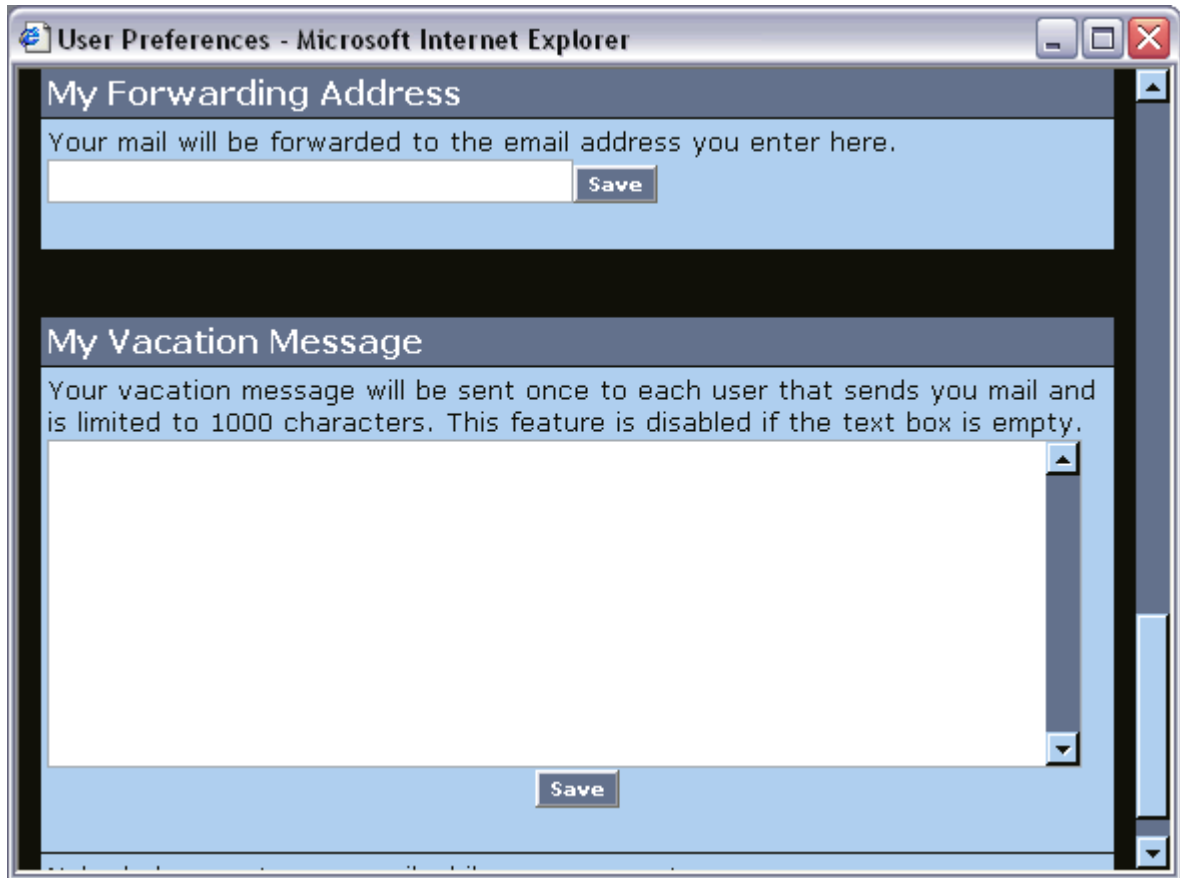 User Preferences - Microsoft Internet Explorer
My Forwarding Address
Your mail will be forwarded to the email address you enter here.
Save
My Vacation Message
Your vacation message will be sent once to each user that sends you mail and
is limited to 1000 characters. This feature is disabled if the text box is empty.
Save